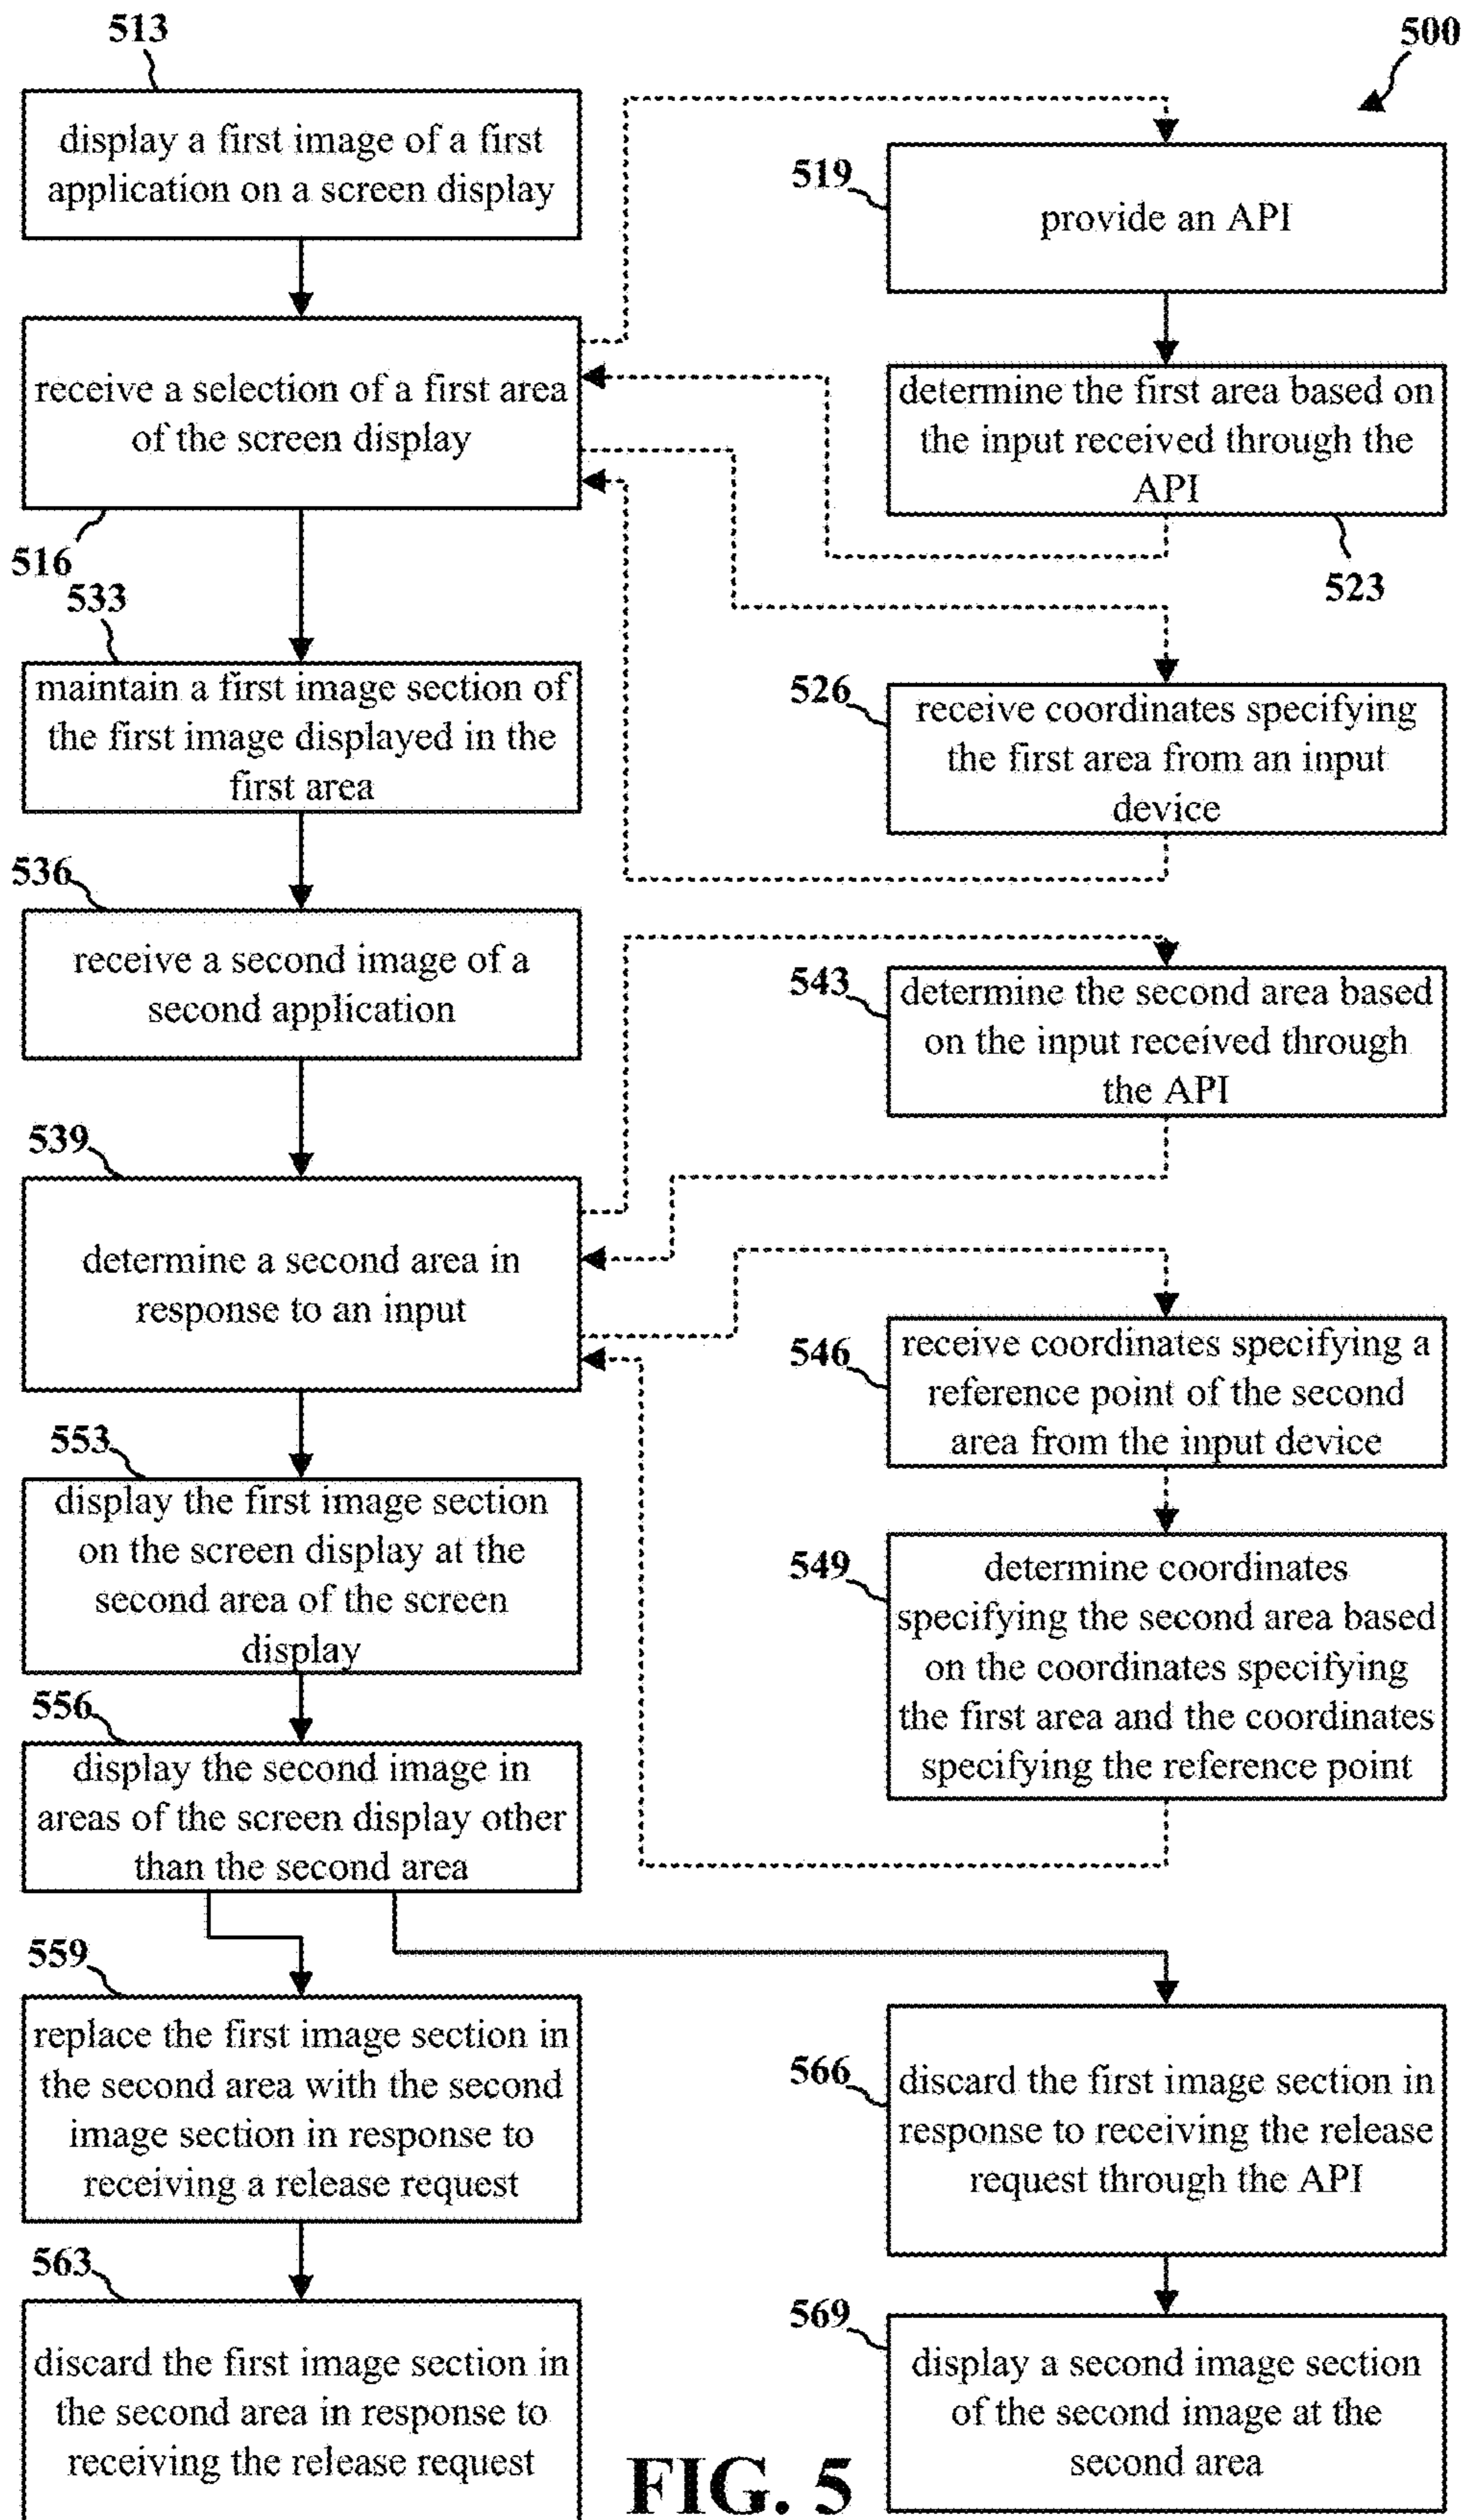 513
500
display a first image of a first
application on a screen display
519
provide an API
receive a selection of a first area
of the screen display
516
determine the first area based on
the input received through the
API
523
533
maintain a first image section of
the first image displayed in the
first area
526
receive coordinates specifying
the first area from an input
device
536
receive a second image of a
second application
543
determine the second area based
on the input received through
the API
539
determine a second area in
response to an input
546
receive coordinates specifying a
reference point of the second
area from the input device
553
display the first image section
on the screen display at the
second area of the screen
display
549
determine coordinates
specifying the second area based
on the coordinates specifying
the first area and the coordinates
specifying the reference point
556
display the second image in
areas of the screen display other
than the second area
559
replace the first image section in
the second area with the second
image section in response to
receiving a release request
566
discard the first image section in
response to receiving the release
request through the API
563
discard the first image section in
the second area in response to
receiving the release request
569
display a second image section
of the second image at the
second area
FIG. 5